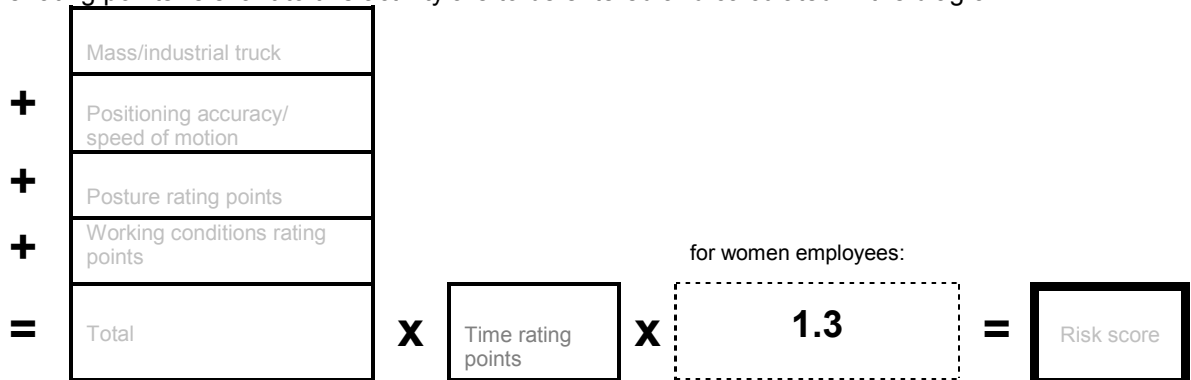 Mass/industrial truck
+
Positioning accuracy/
speed of motion
+
Posture rating points
+
Working conditions rating
points
for women employees:
=
Total
X
Time rating
points
X
1.3
=
Risk score